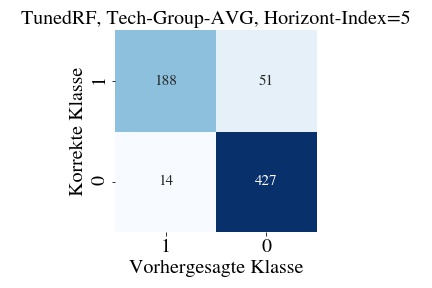 TunedRF, Tech-Group-AVG, Horizont-Index=5
Korrekte Klasse
1
188
51
0
14
427
1
0
Vorhergesagte Klasse